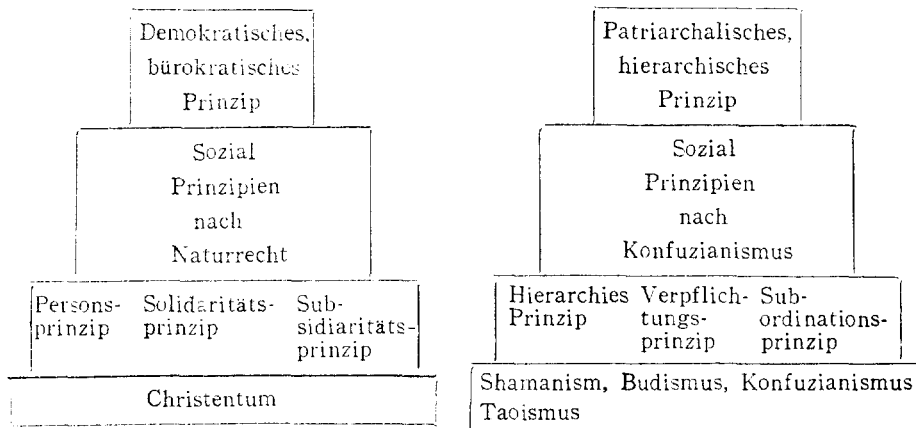 Demokratisches,
bürokratisches
Prinzip
Sozial
Prinzipien
nach
Naturrecht
Persons-
prinzip
Solidaritäts-
prinzip
Sub-
sidiaritäts-
prinzip
Christentum
Patriarchalisches,
hierarchisches
Prinzip
Sozial
Prinzipien
nach
Konfuzianismus
Hierarchies
Prinzip
Verpflich-
tungs-
prinzip
Sub-
ordinations-
prinzip
Shamanism, Budismus, Konfuzianismus
Taoismus